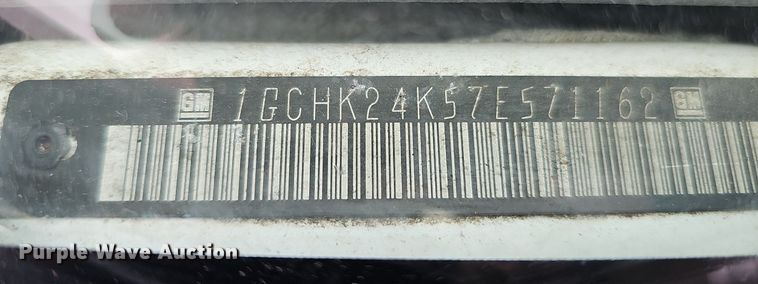 GM 1GCHK24K57E571162 GM
Purple Wave Auction